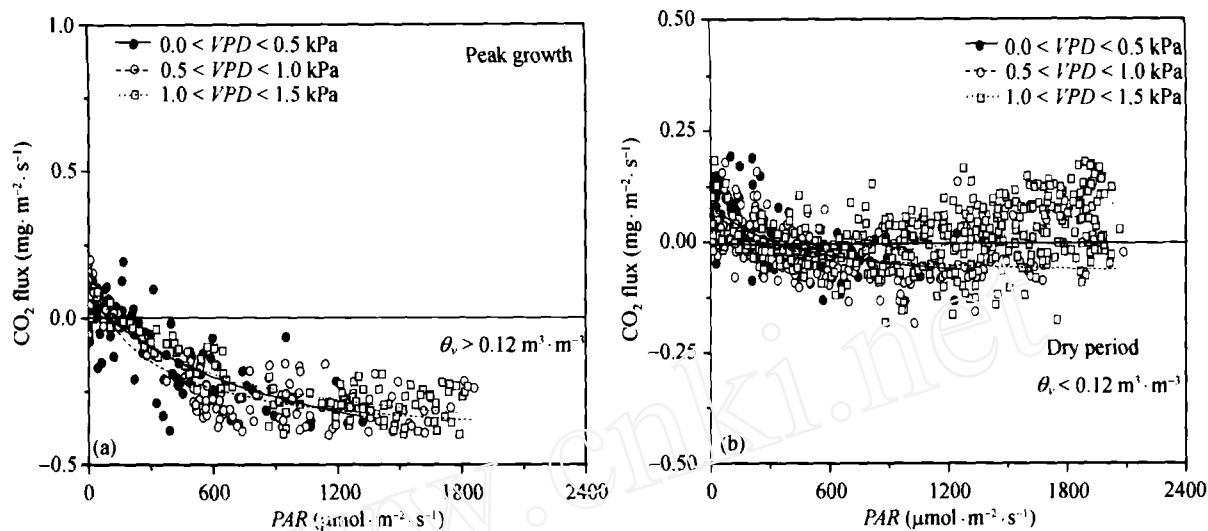 1.0
0.5
0.0
−0.5
CO₂ flux (mg· m⁻²· s⁻¹)
0.0 < VPD < 0.5 kPa
0.5 < VPD < 1.0 kPa
1.0 < VPD < 1.5 kPa
Peak growth
θᵥ > 0.12 m³· m⁻³
(a)
0 600 1200 1800 2400
PAR (μmol · m⁻²· s⁻¹)
0.50
0.25
0.00
−0.25
−0.50
CO₂ flux (mg· m⁻²· s⁻¹)
0.0 < VPD < 0.5 kPa
0.5 < VPD < 1.0 kPa
1.0 < VPD < 1.5 kPa
Dry period
θᵥ < 0.12 m³· m⁻³
(b)
0 600 1200 1800 2400
PAR (μmol · m⁻²· s⁻¹)
www.cnki.net